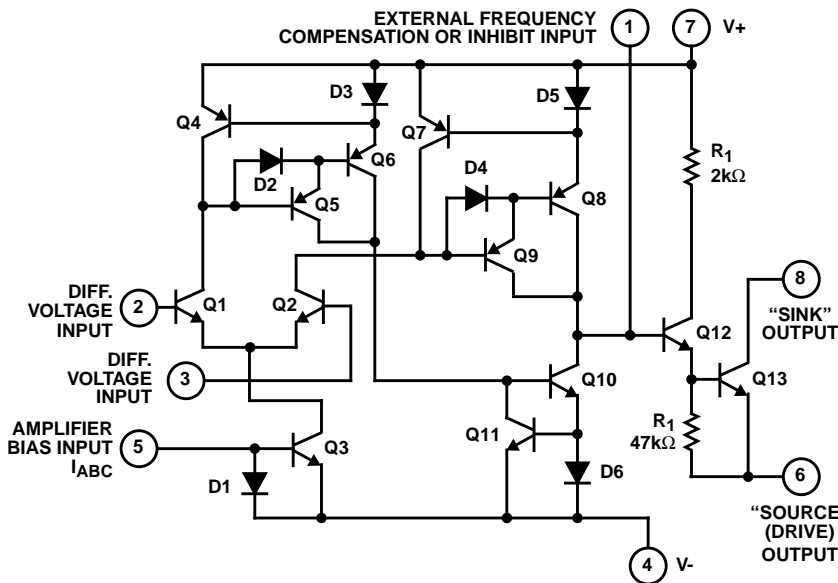 EXTERNAL FREQUENCY
COMPENSATION OR INHIBIT INPUT
1
7
V+
D3
D5
Q4
Q6
Q7
D2
Q5
D4
Q8
Q9
R1
2kΩ
DIFF.
VOLTAGE
INPUT
2
Q1
Q2
DIFF.
VOLTAGE
INPUT
3
Q12
8
“SINK”
OUTPUT
Q10
Q13
AMPLIFIER
BIAS INPUT
IABC
5
Q3
D1
Q11
D6
R1
47kΩ
6
“SOURCE
(DRIVE)
OUTPUT
4
V-